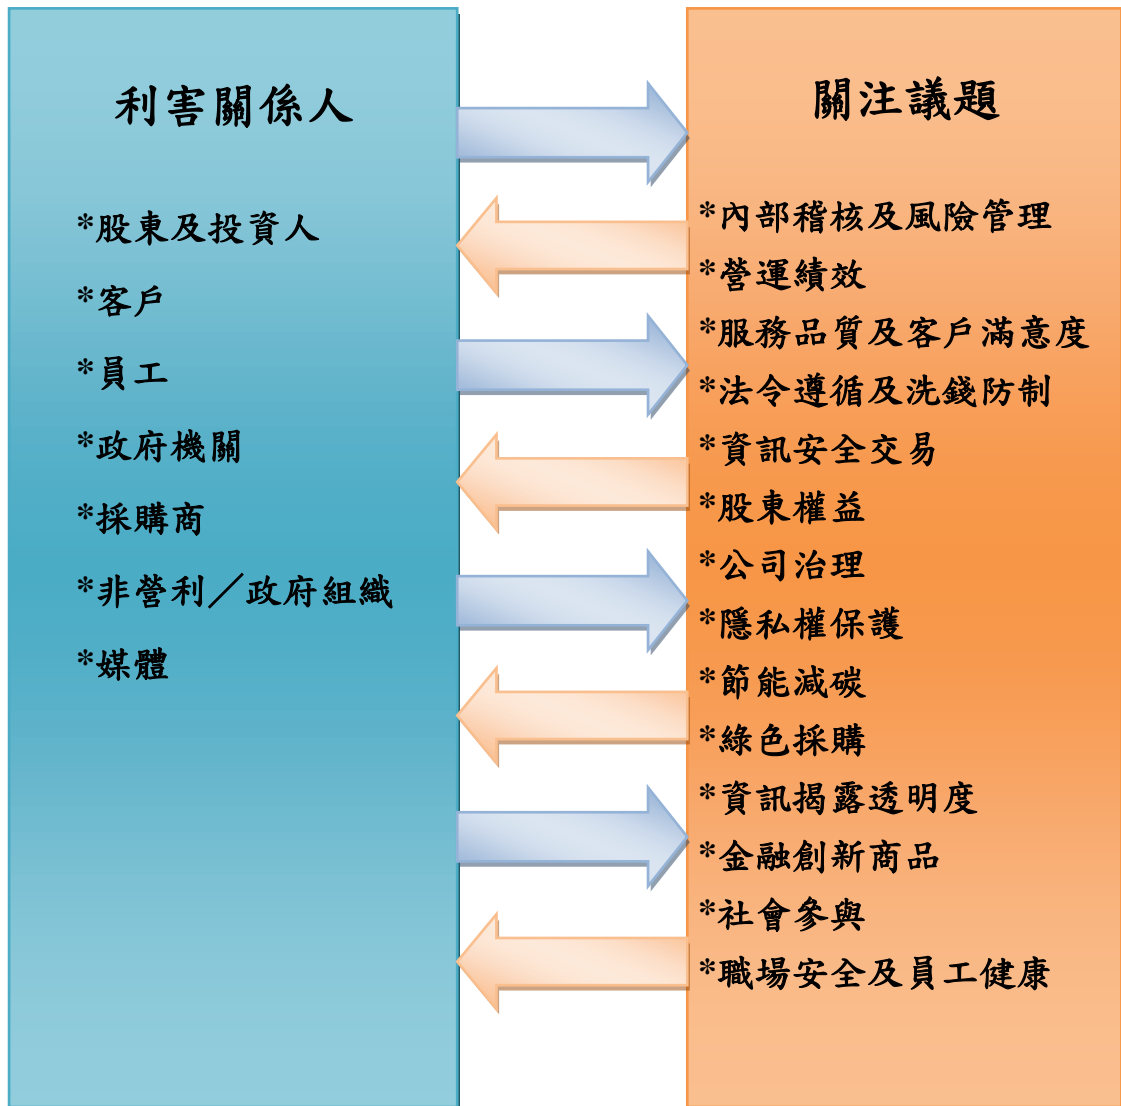 利害關係人
*股東及投資人
*客戶
*員工
*政府機關
*採購商
*非營利／政府組織
*媒體
關注議題
*內部稽核及風險管理
*營運績效
*服務品質及客戶滿意度
*法令遵循及洗錢防制
*資訊安全交易
*股東權益
*公司治理
*隱私權保護
*節能減碳
*綠色採購
*資訊揭露透明度
*金融創新商品
*社會參與
*職場安全及員工健康